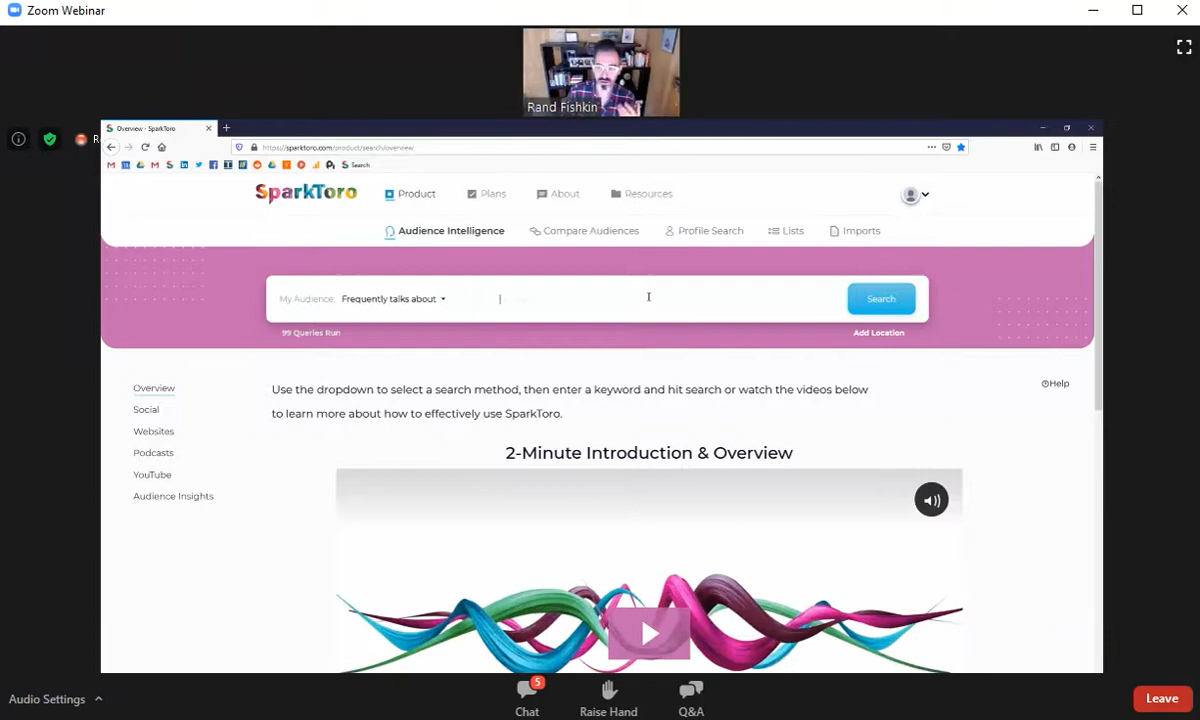 Zoom Webinar
Rand Fishkin
R
Overview - SparkToro
https://sparktoro.com/product/search/overview
Search
SparkToro
Product
Plans
About
Resources
Audience Intelligence
Compare Audiences
Profile Search
Lists
Imports
My Audience: Frequently talks about
Search
99 Queries Run
Add Location
Overview
Social
Websites
Podcasts
YouTube
Audience Insights
Use the dropdown to select a search method, then enter a keyword and hit search or watch the videos below
to learn more about how to effectively use SparkToro.
Help
2-Minute Introduction & Overview
Audio Settings
5
Chat
Raise Hand
Q&A
Leave